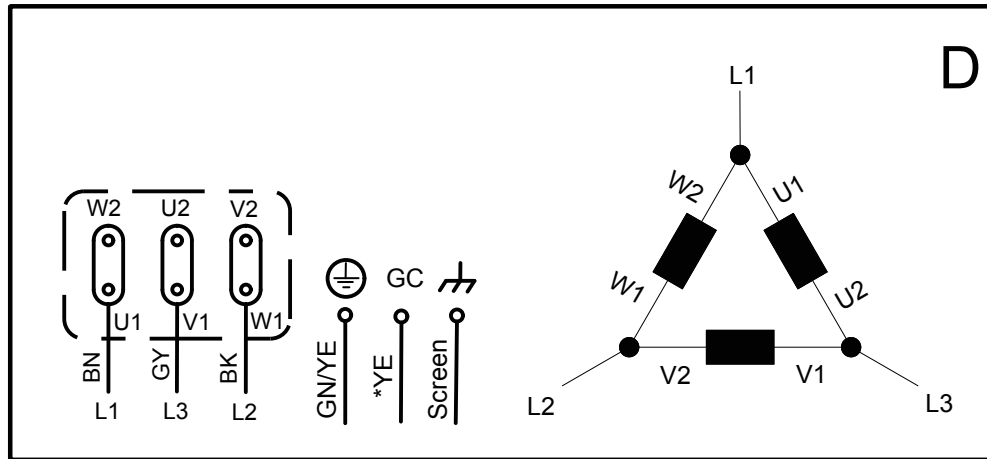 D
L1
W2 U1
W1 U2
V2 V1
L2 L3
W2 U2 V2
U1 V1 W1
BN GY BK
L1 L3 L2
GC
GN/YE *YE Screen